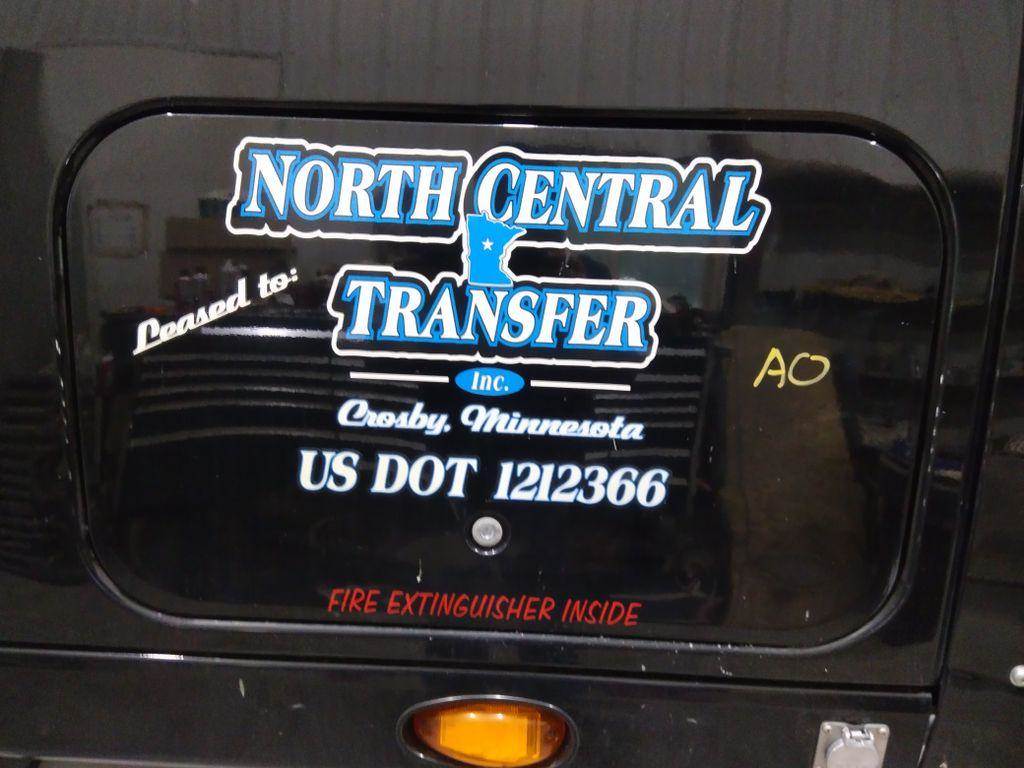 NORTH CENTRAL
Leased to:
TRANSFER
Inc.
AO
Crosby, Minnesota
US DOT 1212366
FIRE EXTINGUISHER INSIDE